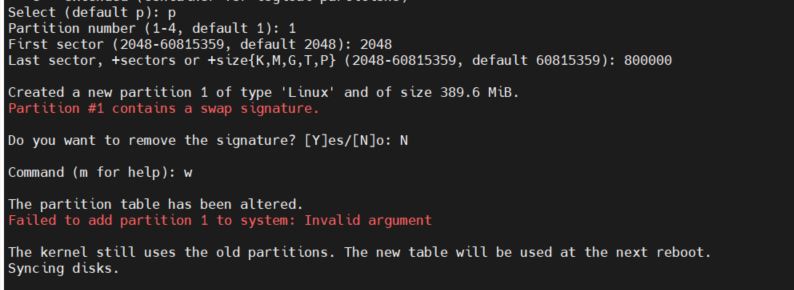 Select (default p): p
Partition number (1-4, default 1): 1
First sector (2048-60815359, default 2048): 2048
Last sector, +sectors or +size{K,M,G,T,P} (2048-60815359, default 60815359): 800000
Created a new partition 1 of type 'Linux' and of size 389.6 MiB.
Partition #1 contains a swap signature.
Do you want to remove the signature? [Y]es/[N]o: N
Command (m for help): w
The partition table has been altered.
Failed to add partition 1 to system: Invalid argument
The kernel still uses the old partitions. The new table will be used at the next reboot.
Syncing disks.